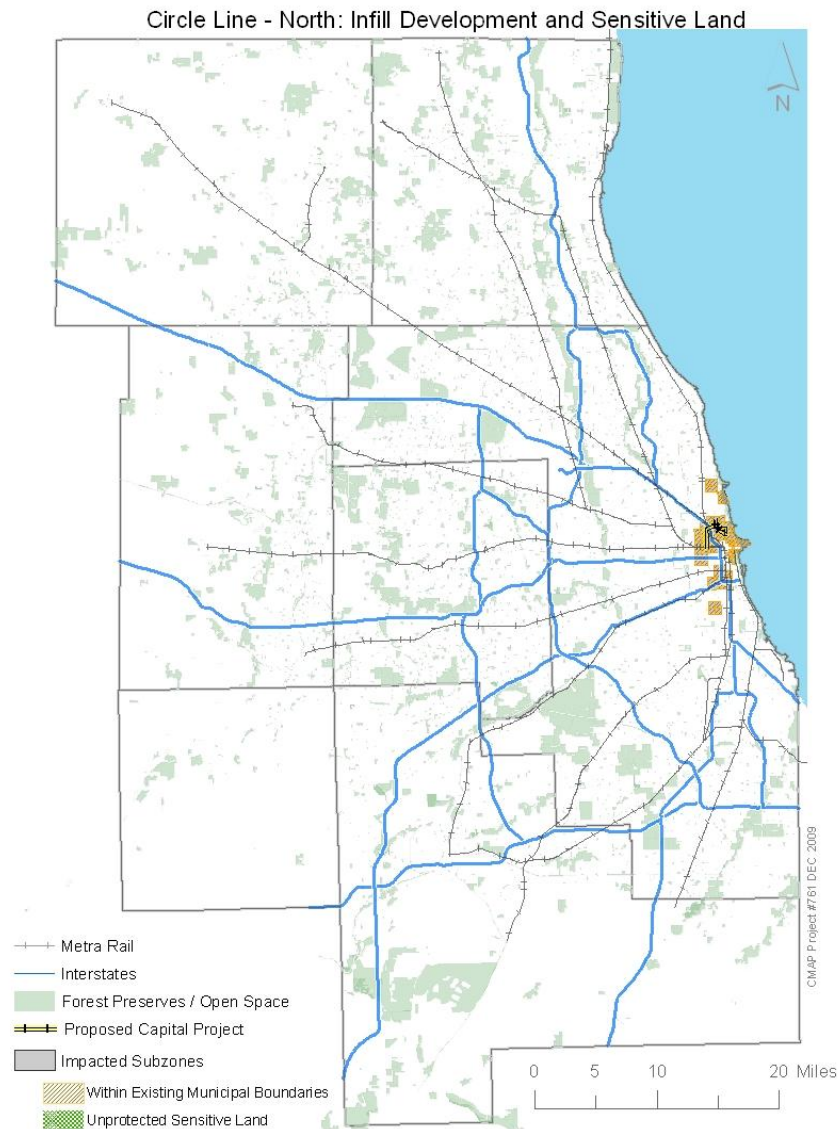 Circle Line - North: Infill Development and Sensitive Land
N
CMAP Project #761 DEC 2009
Metra Rail
Interstates
Forest Preserves / Open Space
Proposed Capital Project
Impacted Subzones
Within Existing Municipal Boundaries
Unprotected Sensitive Land
0 5 10 20 Miles